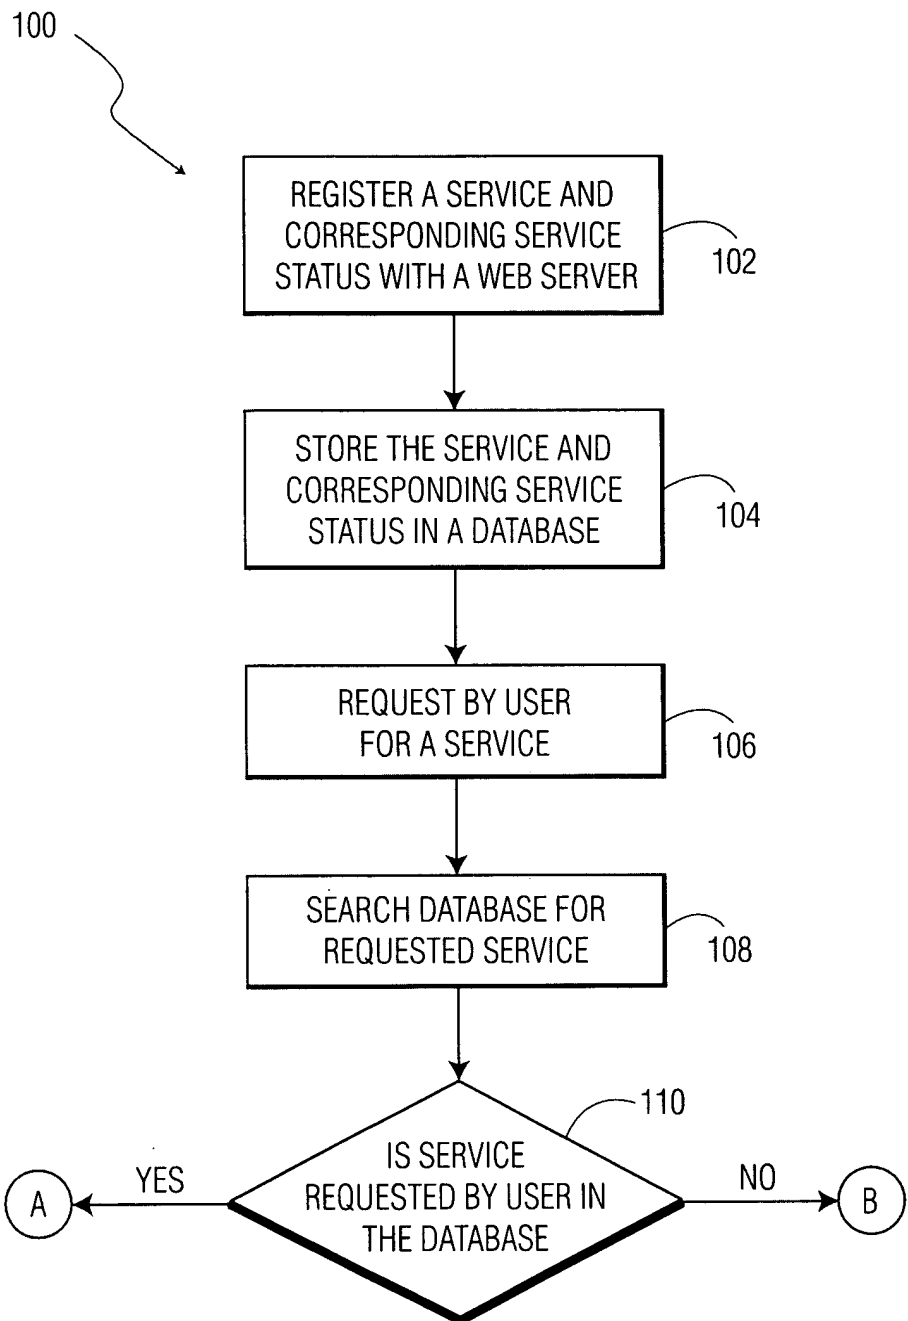 100
REGISTER A SERVICE AND
CORRESPONDING SERVICE
STATUS WITH A WEB SERVER
102
STORE THE SERVICE AND
CORRESPONDING SERVICE
STATUS IN A DATABASE
104
REQUEST BY USER
FOR A SERVICE
106
SEARCH DATABASE FOR
REQUESTED SERVICE
108
110
IS SERVICE
REQUESTED BY USER IN
THE DATABASE
YES
A
NO
B